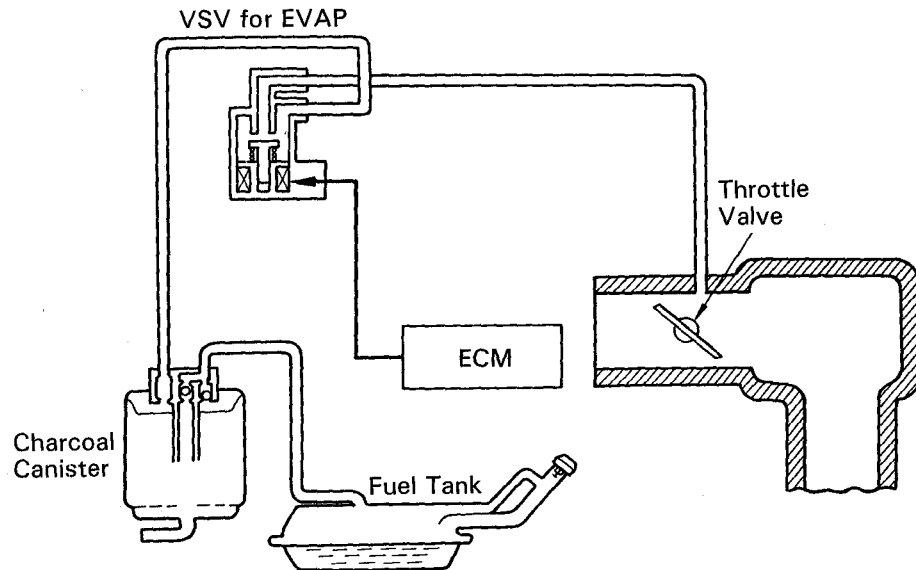 VSV for EVAP
Throttle
Valve
ECM
Charcoal
Canister
Fuel Tank